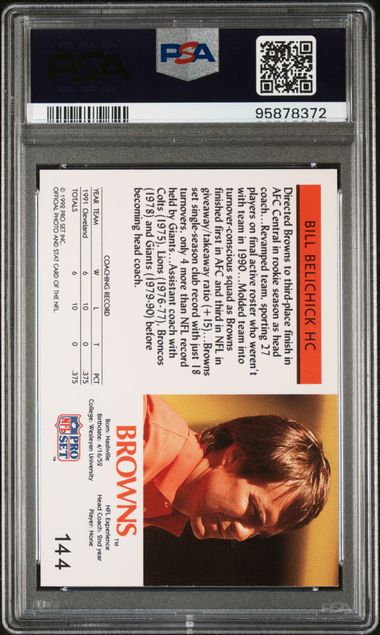 PSA
PSA
95878372
BILL BELICHICK HC
Directed Browns to third-place finish in
AFC Central in rookie season as head
coach...Revamped team, sporting 27
players on final active roster who weren't
with team in 1990...Molded team into
turnover-conscious squad as Browns
finished first in AFC and third in NFL in
giveaway/takeaway ratio (+15)...Browns
set single-season club record with just 18
turnovers, only 4 more than NFL record
held by Giants...Assistant coach with
Colts (1975), Lions (1976-77), Broncos
(1978) and Giants (1979-90) before
becoming head coach.
COACHING RECORD
YEAR TEAM W L T PCT
1991 Cleveland 6 10 0 .375
TOTALS 6 10 0 .375
© 1992 PRO SET INC.
OFFICIAL PHOTO AND STAT CARD OF THE NFL
BROWNS™
Born: Nashville
Birthdate: 4/16/52
College: Wesleyan University
NFL Experience
Head Coach: 2nd year
Player: None
PRO
NFL
SET™
144